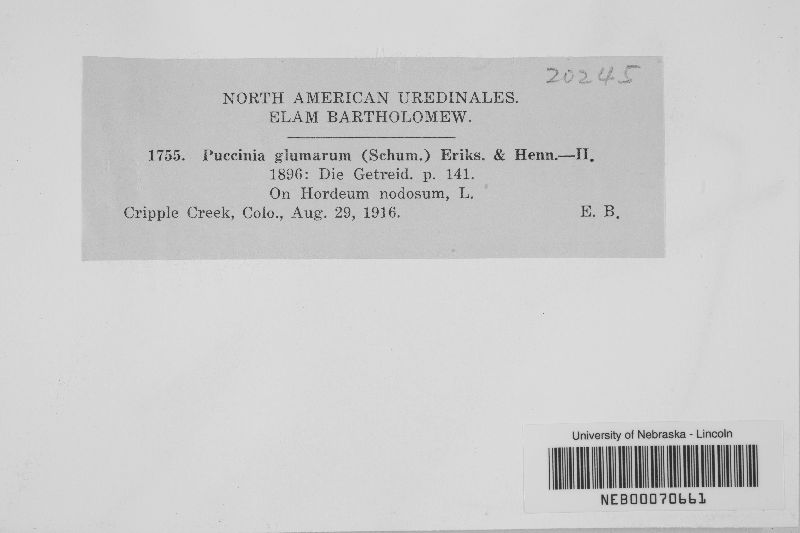 20245
NORTH AMERICAN UREDINALES.
ELAM BARTHOLOMEW.
1755. Puccinia glumarum (Schum.) Eriks. & Henn.—II.
1896: Die Getreid. p. 141.
On Hordeum nodosum, L.
Cripple Creek, Colo., Aug. 29, 1916. E. B.
University of Nebraska - Lincoln
NEB00070661